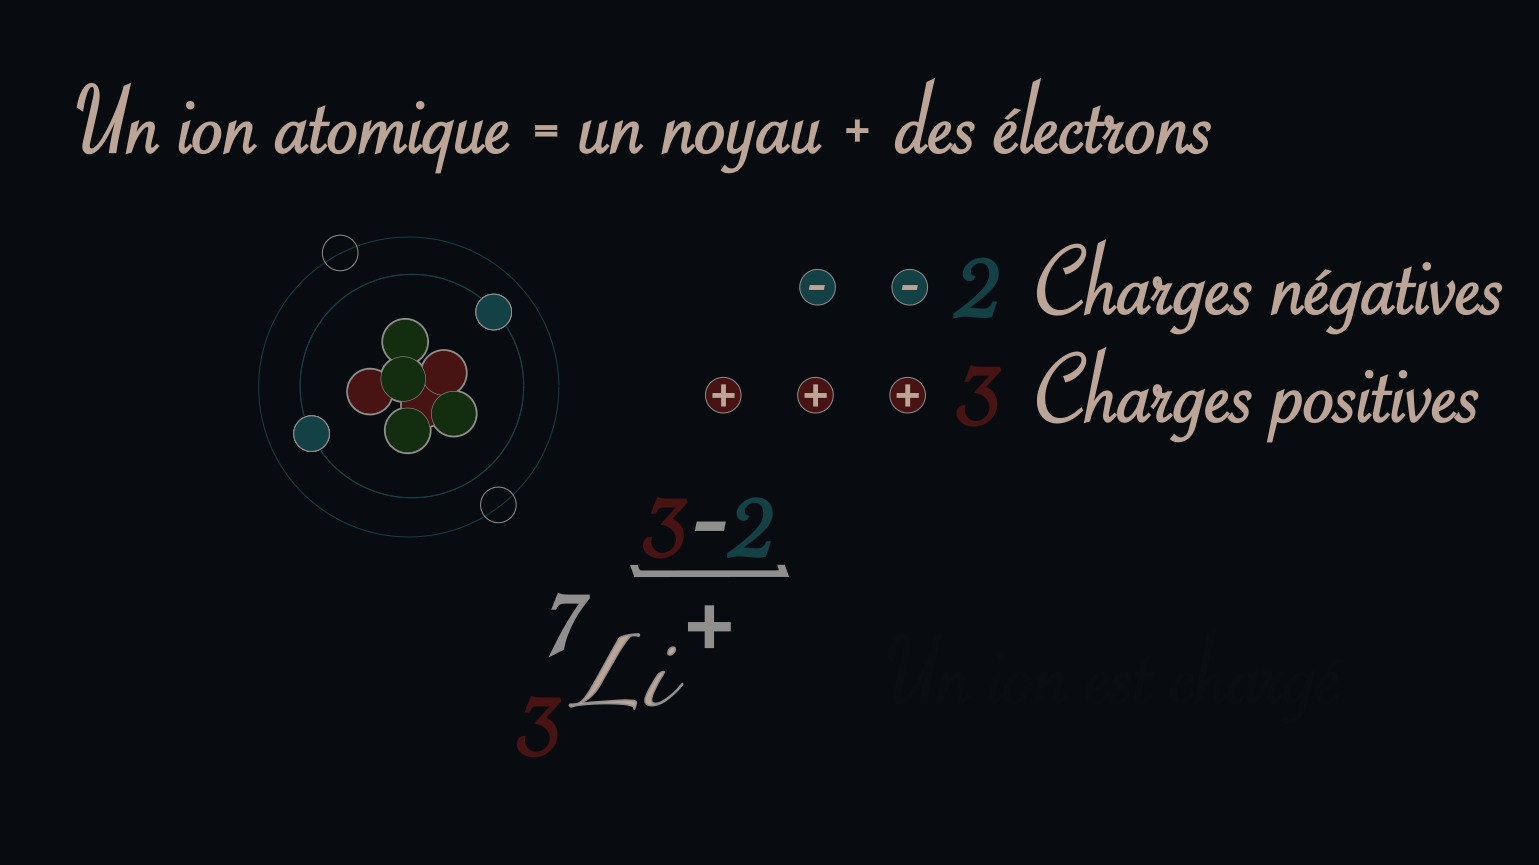 Un ion atomique = un noyau + des électrons
- - 2 Charges négatives
+ + + 3 Charges positives
3-2
7
Li +
3
Un ion est chargé